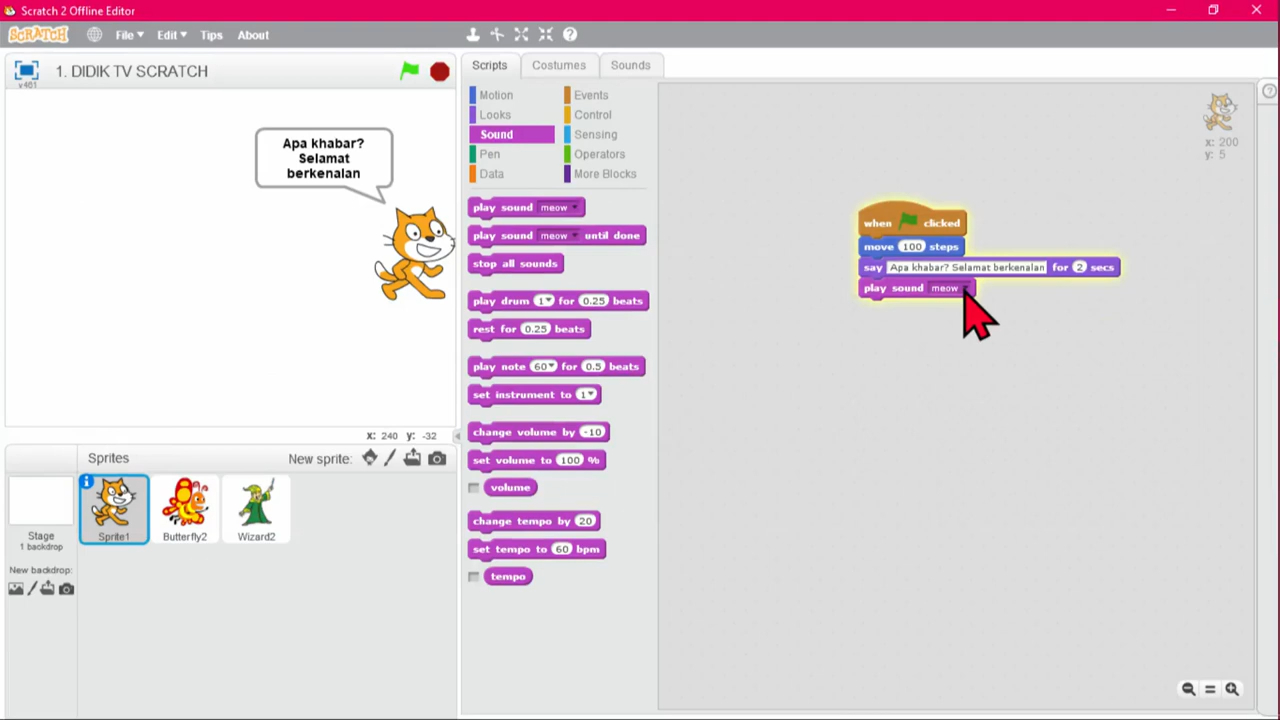 Scratch 2 Offline Editor
SCRATCH File Edit Tips About
1. DIDIK TV SCRATCH
v461
Apa khabar?
Selamat
berkenalan
x: 240 y: -32
Sprites New sprite:
Stage
1 backdrop
New backdrop:
Sprite1
Butterfly2
Wizard2
Scripts Costumes Sounds
Motion Events
Looks Control
Sound Sensing
Pen Operators
Data More Blocks
play sound meow
play sound meow until done
stop all sounds
play drum 1 for 0.25 beats
rest for 0.25 beats
play note 60 for 0.5 beats
set instrument to 1
change volume by -10
set volume to 100 %
volume
change tempo by 20
set tempo to 60 bpm
tempo
when clicked
move 100 steps
say Apa khabar? Selamat berkenalan for 2 secs
play sound meow
x: 200
y: 5